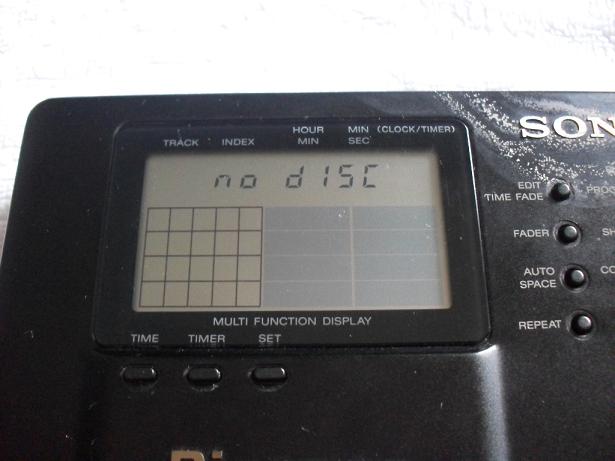 SON
HOUR MIN (CLOCK/TIMER)
TRACK INDEX MIN SEC
no dISC
EDIT
TIME FADE
FADER
AUTO
SPACE
REPEAT
MULTI FUNCTION DISPLAY
TIME TIMER SET